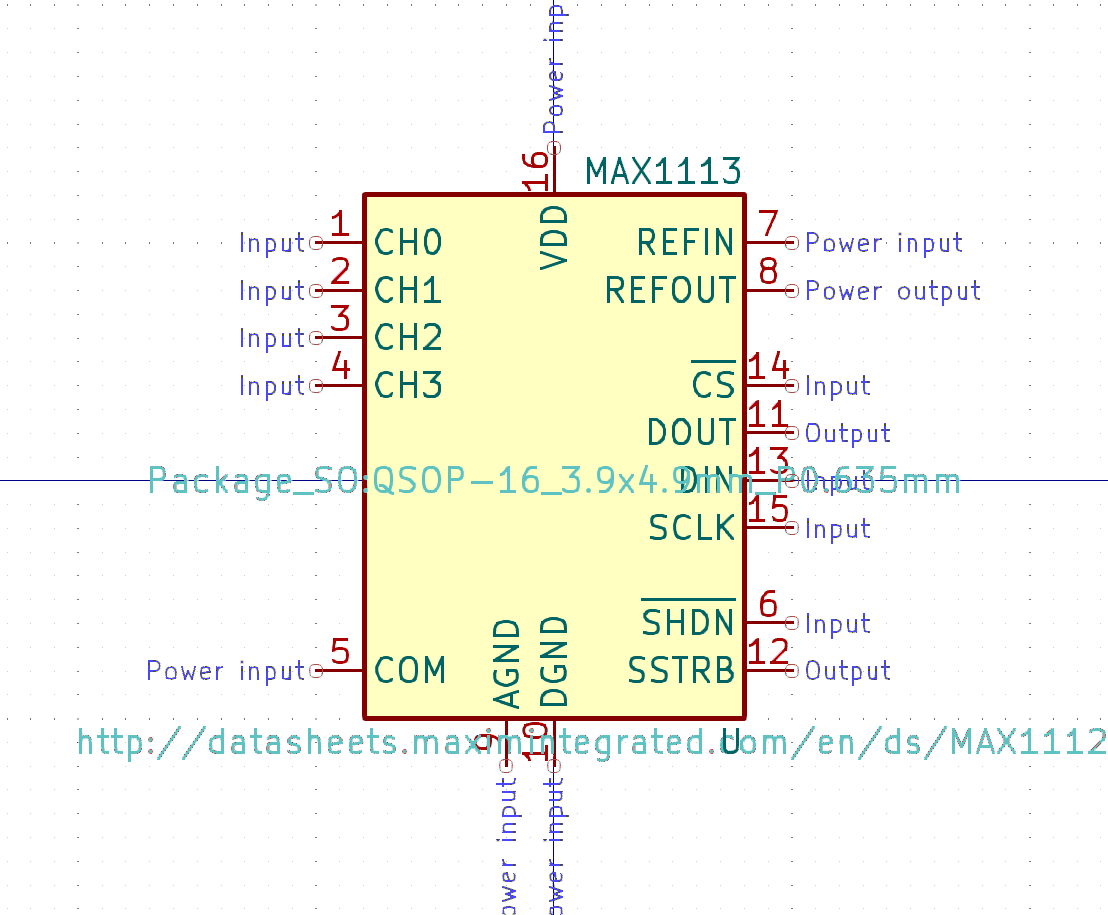 Power inp
16
MAX1113
VDD
Input 1 CH0
REFIN 7 Power input
Input 2 CH1
REFOUT 8 Power output
Input 3 CH2
Input 4 CH3
CS 14 Input
DOUT 11 Output
Package_SO:QSOP-16_3.9x4.9mm_P0.635mm
DIN 13 Input
SCLK 15 Input
SHDN 6 Input
Power input 5 COM
SSTRB 12 Output
AGND
DGND
9
10
U
http://datasheets.maximintegrated.com/en/ds/MAX1112
ower input
ower input